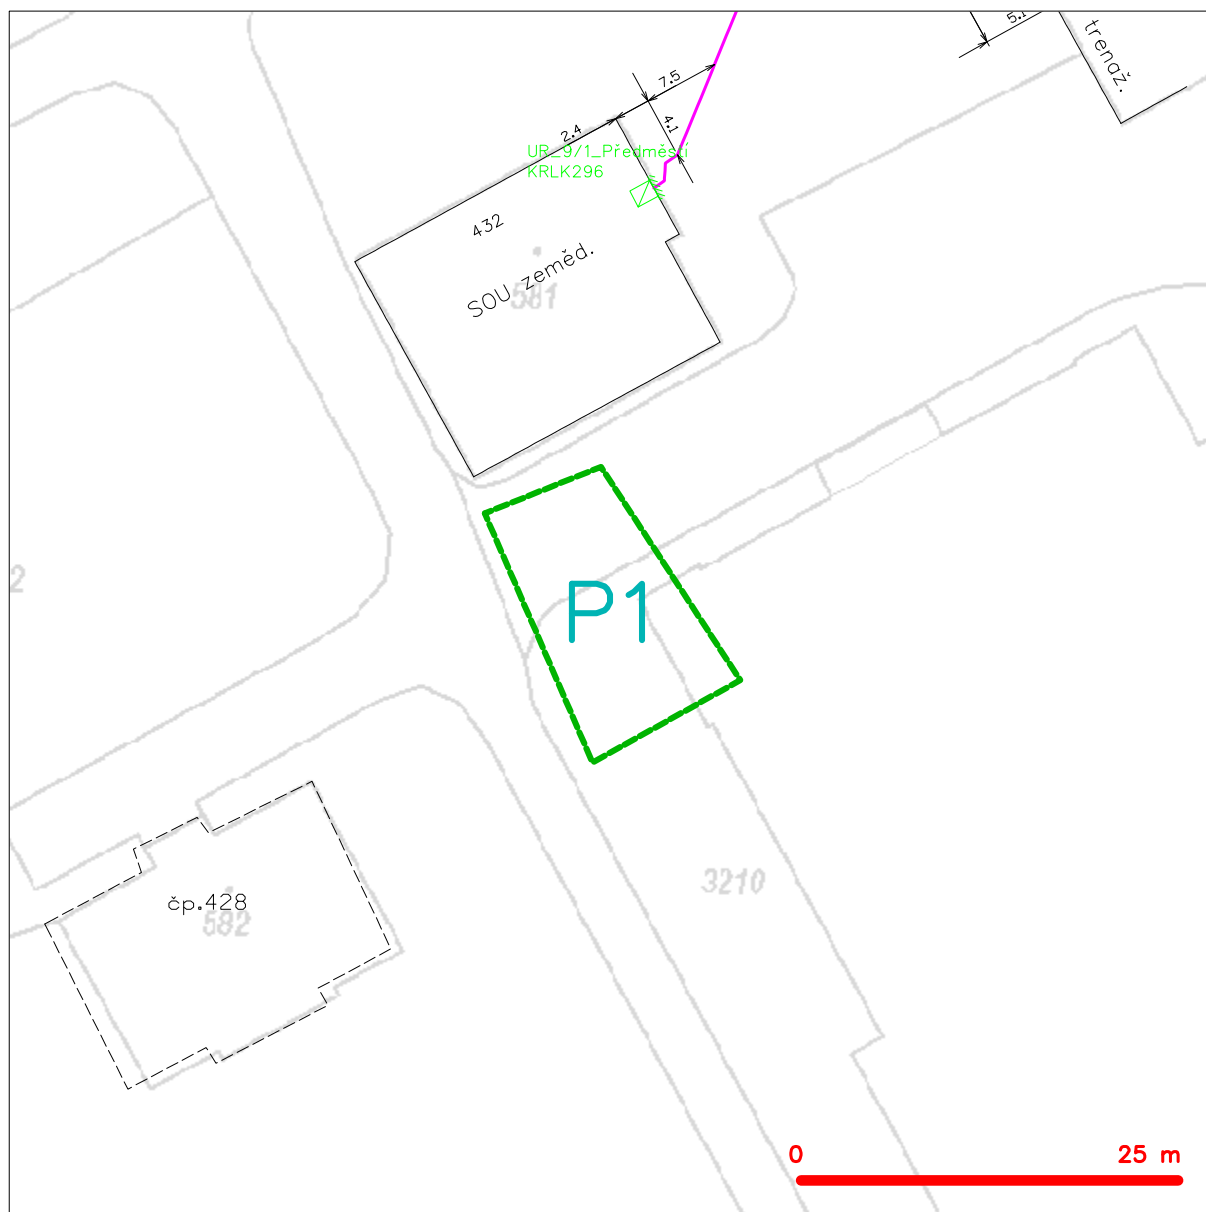 5.1
trenaž.
7.5
2.4
4.1
UR_9/1_Předměstí
KRLK296
432
SOU zeměd.
581
2
P1
3210
čp.428
582
0
25 m